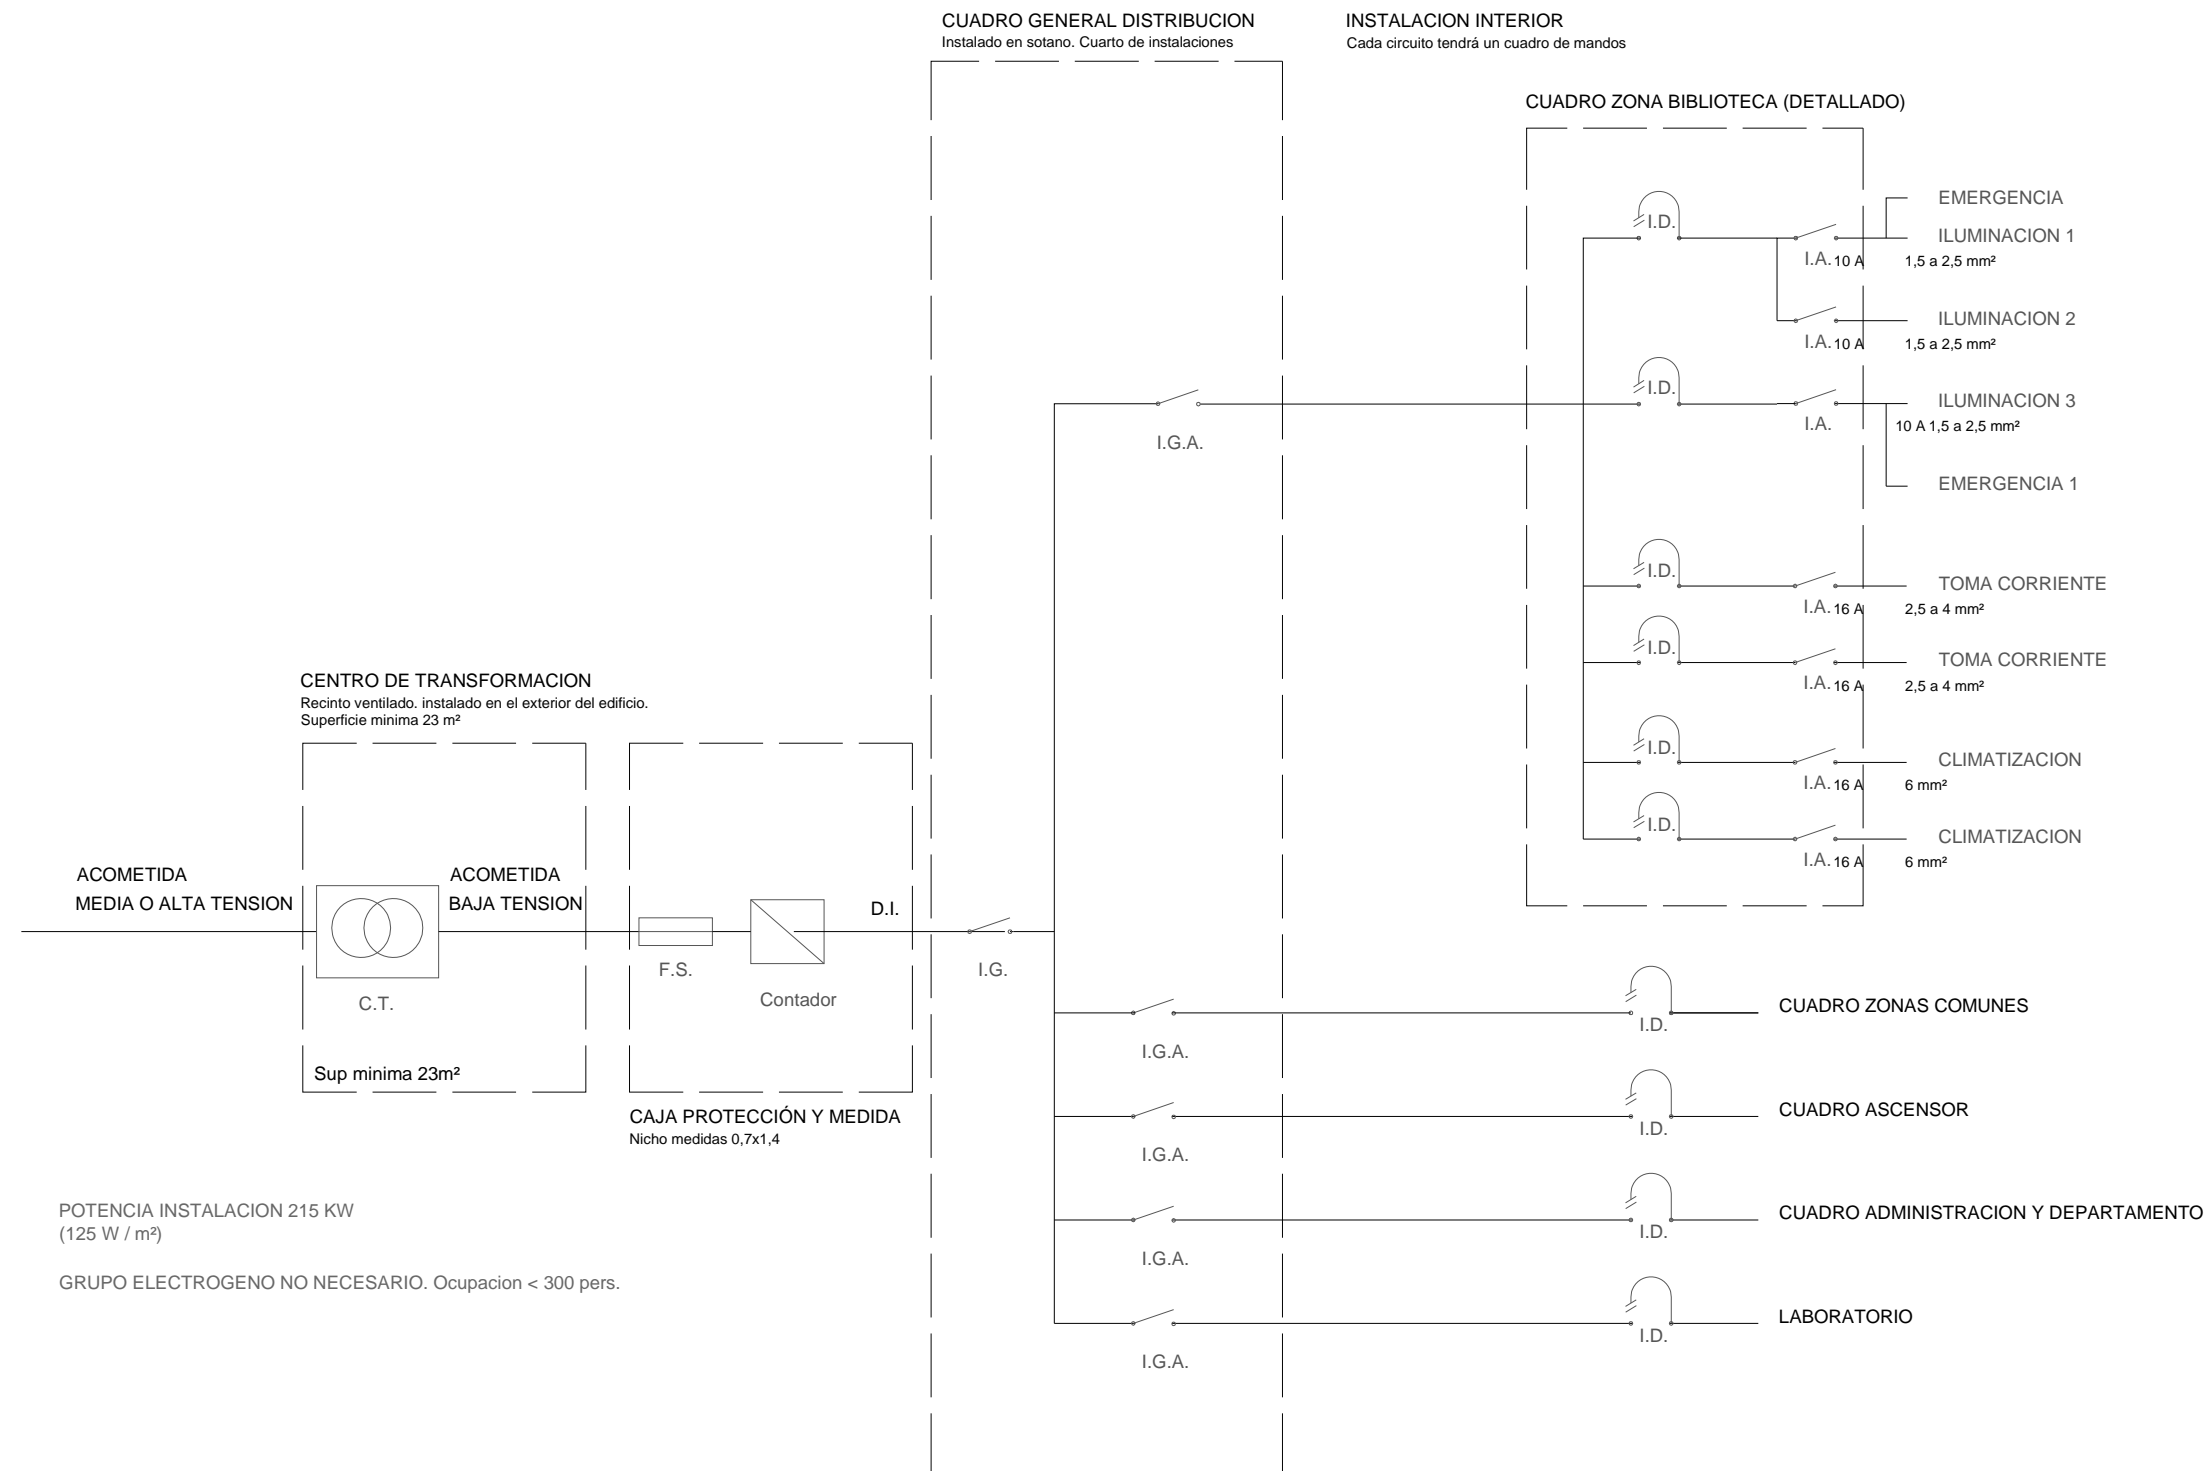 CUADRO GENERAL DISTRIBUCION
Instalado en sotano. Cuarto de instalaciones
INSTALACION INTERIOR
Cada circuito tendrá un cuadro de mandos
CUADRO ZONA BIBLIOTECA (DETALLADO)
EMERGENCIA
I.D.
ILUMINACION 1
I.A. 10 A
1,5 a 2,5 mm²
ILUMINACION 2
I.A. 10 A
1,5 a 2,5 mm²
I.D.
ILUMINACION 3
I.A.
10 A 1,5 a 2,5 mm²
I.G.A.
EMERGENCIA 1
I.D.
TOMA CORRIENTE
I.A. 16 A
2,5 a 4 mm²
I.D.
TOMA CORRIENTE
I.A. 16 A
2,5 a 4 mm²
I.D.
CLIMATIZACION
I.A. 16 A
6 mm²
I.D.
CLIMATIZACION
I.A. 16 A
6 mm²
CENTRO DE TRANSFORMACION
Recinto ventilado. instalado en el exterior del edificio.
Superficie minima 23 m²
ACOMETIDA
MEDIA O ALTA TENSION
ACOMETIDA
BAJA TENSION
D.I.
C.T.
F.S.
Contador
I.G.
Sup minima 23m²
CAJA PROTECCIÓN Y MEDIDA
Nicho medidas 0,7x1,4
I.G.A.
I.D.
CUADRO ZONAS COMUNES
I.G.A.
I.D.
CUADRO ASCENSOR
I.G.A.
I.D.
CUADRO ADMINISTRACION Y DEPARTAMENTO
I.G.A.
I.D.
LABORATORIO
POTENCIA INSTALACION 215 KW
(125 W / m²)
GRUPO ELECTROGENO NO NECESARIO. Ocupacion < 300 pers.